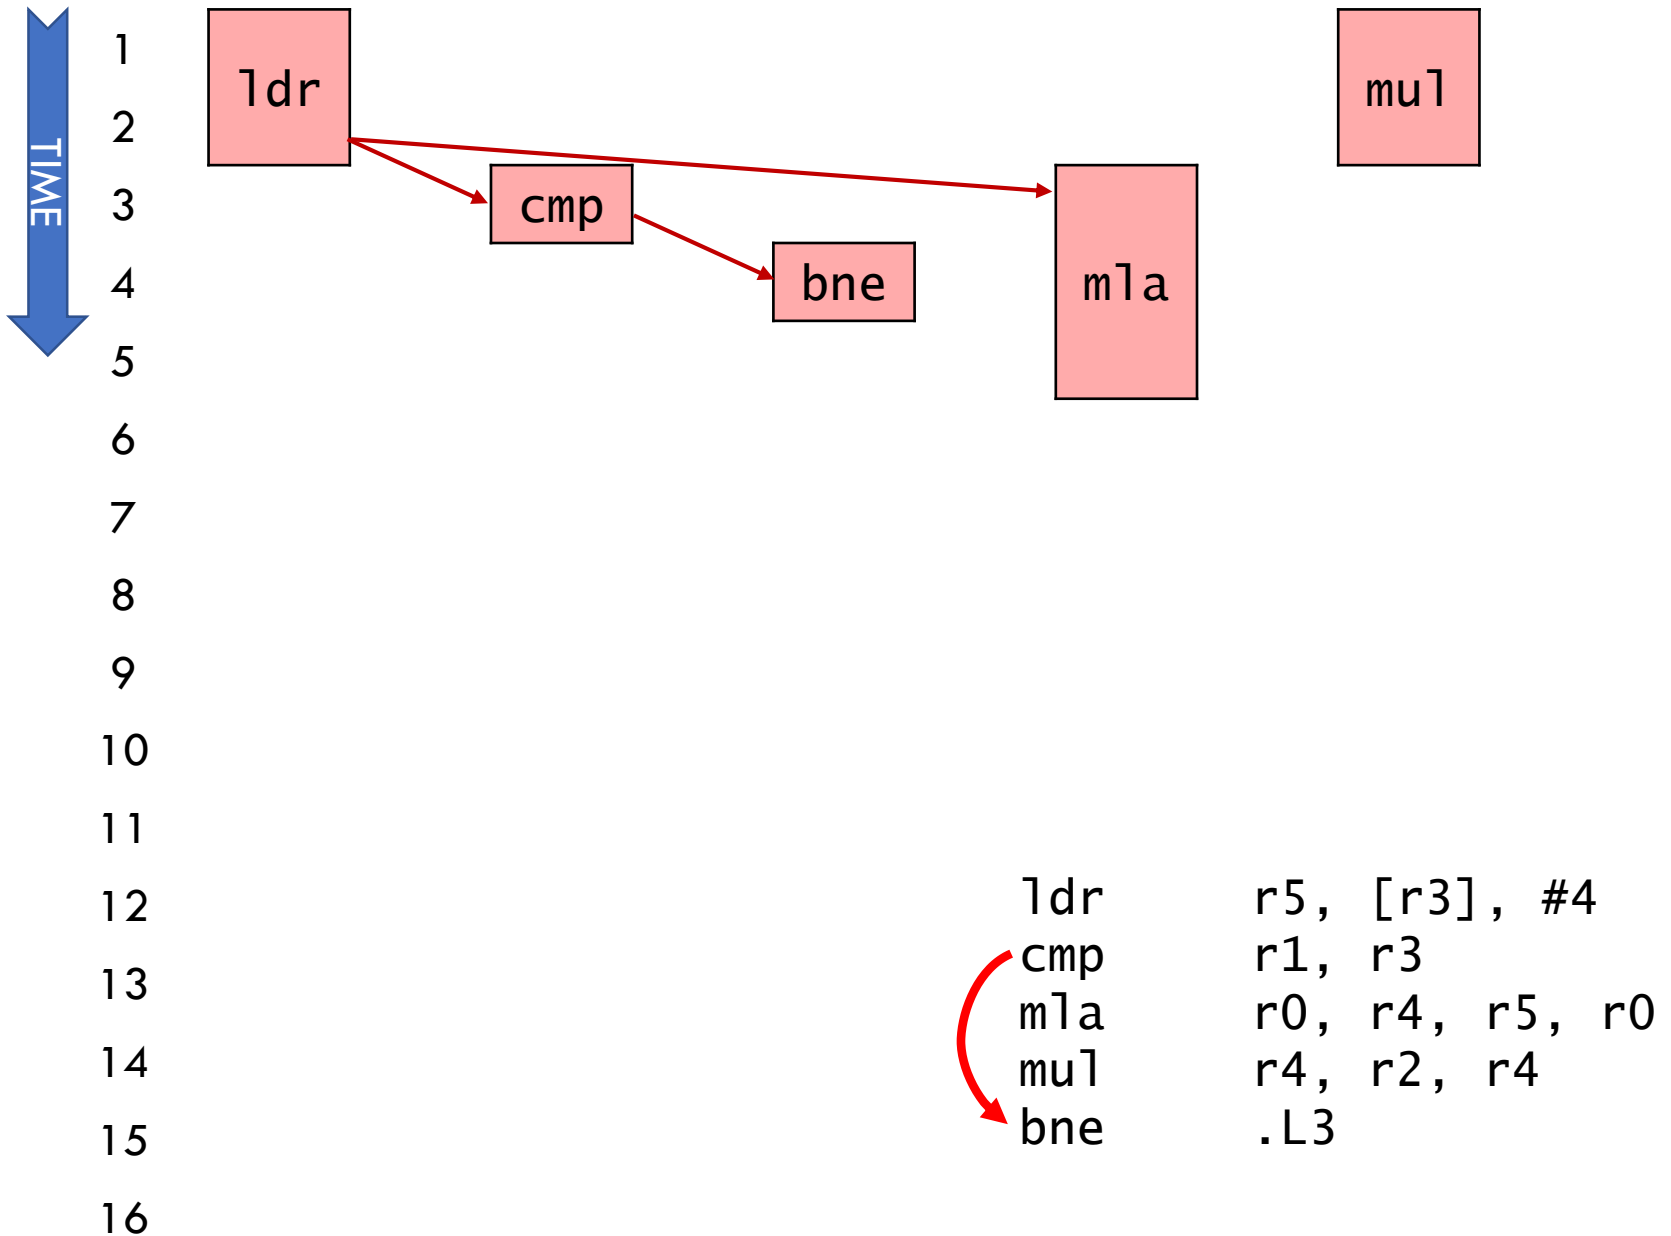 TIME
1
2
3
4
5
6
7
8
9
10
11
12
13
14
15
16
ldr
mul
cmp
bne
mla
ldr r5, [r3], #4
cmp r1, r3
mla r0, r4, r5, r0
mul r4, r2, r4
bne .L3